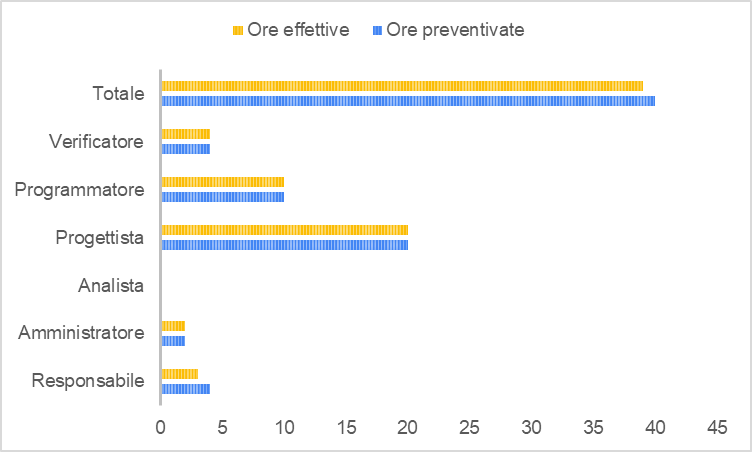 Ore effettive Ore preventivate
Totale
Verificatore
Programmatore
Progettista
Analista
Amministratore
Responsabile
0 5 10 15 20 25 30 35 40 45